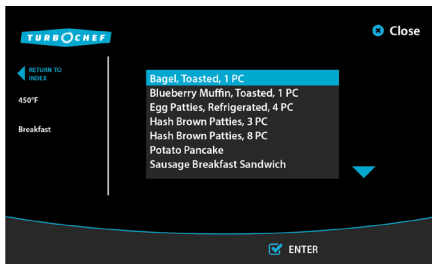 TURBOCHEF
Close
RETURN TO
INDEX
450°F
Breakfast
Bagel, Toasted, 1 PC
Blueberry Muffin, Toasted, 1 PC
Egg Patties, Refrigerated, 4 PC
Hash Brown Patties, 3 PC
Hash Brown Patties, 8 PC
Potato Pancake
Sausage Breakfast Sandwich
ENTER